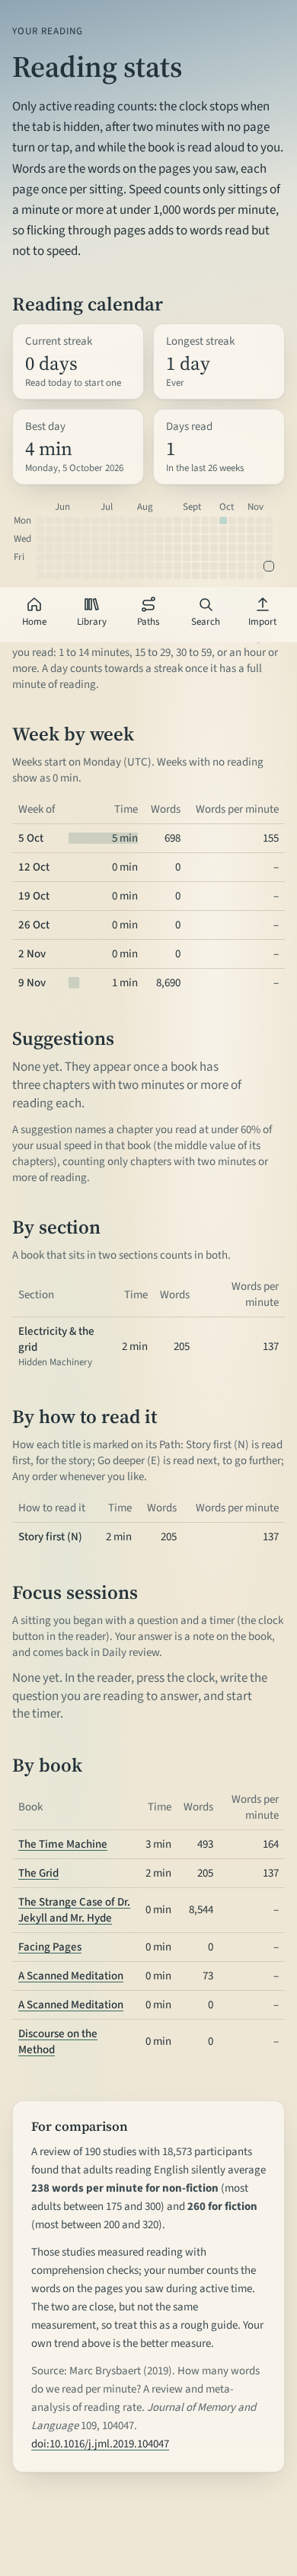 YOUR READING
Reading stats
Only active reading counts: the clock stops when
the tab is hidden, after two minutes with no page
turn or tap, and while the book is read aloud to you.
Words are the words on the pages you saw, each
page once per sitting. Speed counts only sittings of
a minute or more at under 1,000 words per minute,
so flicking through pages adds to words read but
not to speed.
Reading calendar
Current streak
0 days
Read today to start one
Longest streak
1 day
Ever
Best day
4 min
Monday, 5 October 2026
Days read
1
In the last 26 weeks
Jun Jul Aug Sept Oct Nov
Mon
Wed
Fri
Home Library Paths Search Import
you read: 1 to 14 minutes, 15 to 29, 30 to 59, or an hour or
more. A day counts towards a streak once it has a full
minute of reading.
Week by week
Weeks start on Monday (UTC). Weeks with no reading
show as 0 min.
Week of Time Words Words per minute
5 Oct 5 min 698 155
12 Oct 0 min 0 –
19 Oct 0 min 0 –
26 Oct 0 min 0 –
2 Nov 0 min 0 –
9 Nov 1 min 8,690 –
Suggestions
None yet. They appear once a book has
three chapters with two minutes or more of
reading each.
A suggestion names a chapter you read at under 60% of
your usual speed in that book (the middle value of its
chapters), counting only chapters with two minutes or
more of reading.
By section
A book that sits in two sections counts in both.
Section Time Words Words per
minute
Electricity & the
grid 2 min 205 137
Hidden Machinery
By how to read it
How each title is marked on its Path: Story first (N) is read
first, for the story; Go deeper (E) is read next, to go further;
Any order whenever you like.
How to read it Time Words Words per minute
Story first (N) 2 min 205 137
Focus sessions
A sitting you began with a question and a timer (the clock
button in the reader). Your answer is a note on the book,
and comes back in Daily review.
None yet. In the reader, press the clock, write the
question you are reading to answer, and start
the timer.
By book
Book Time Words Words per
minute
The Time Machine 3 min 493 164
The Grid 2 min 205 137
The Strange Case of Dr.
Jekyll and Mr. Hyde 0 min 8,544 –
Facing Pages 0 min 0 –
A Scanned Meditation 0 min 73 –
A Scanned Meditation 0 min 0 –
Discourse on the
Method 0 min 0 –
For comparison
A review of 190 studies with 18,573 participants
found that adults reading English silently average
238 words per minute for non-fiction (most
adults between 175 and 300) and 260 for fiction
(most between 200 and 320).
Those studies measured reading with
comprehension checks; your number counts the
words on the pages you saw during active time.
The two are close, but not the same
measurement, so treat this as a rough guide. Your
own trend above is the better measure.
Source: Marc Brysbaert (2019). How many words
do we read per minute? A review and meta-
analysis of reading rate. Journal of Memory and
Language 109, 104047.
doi:10.1016/j.jml.2019.104047